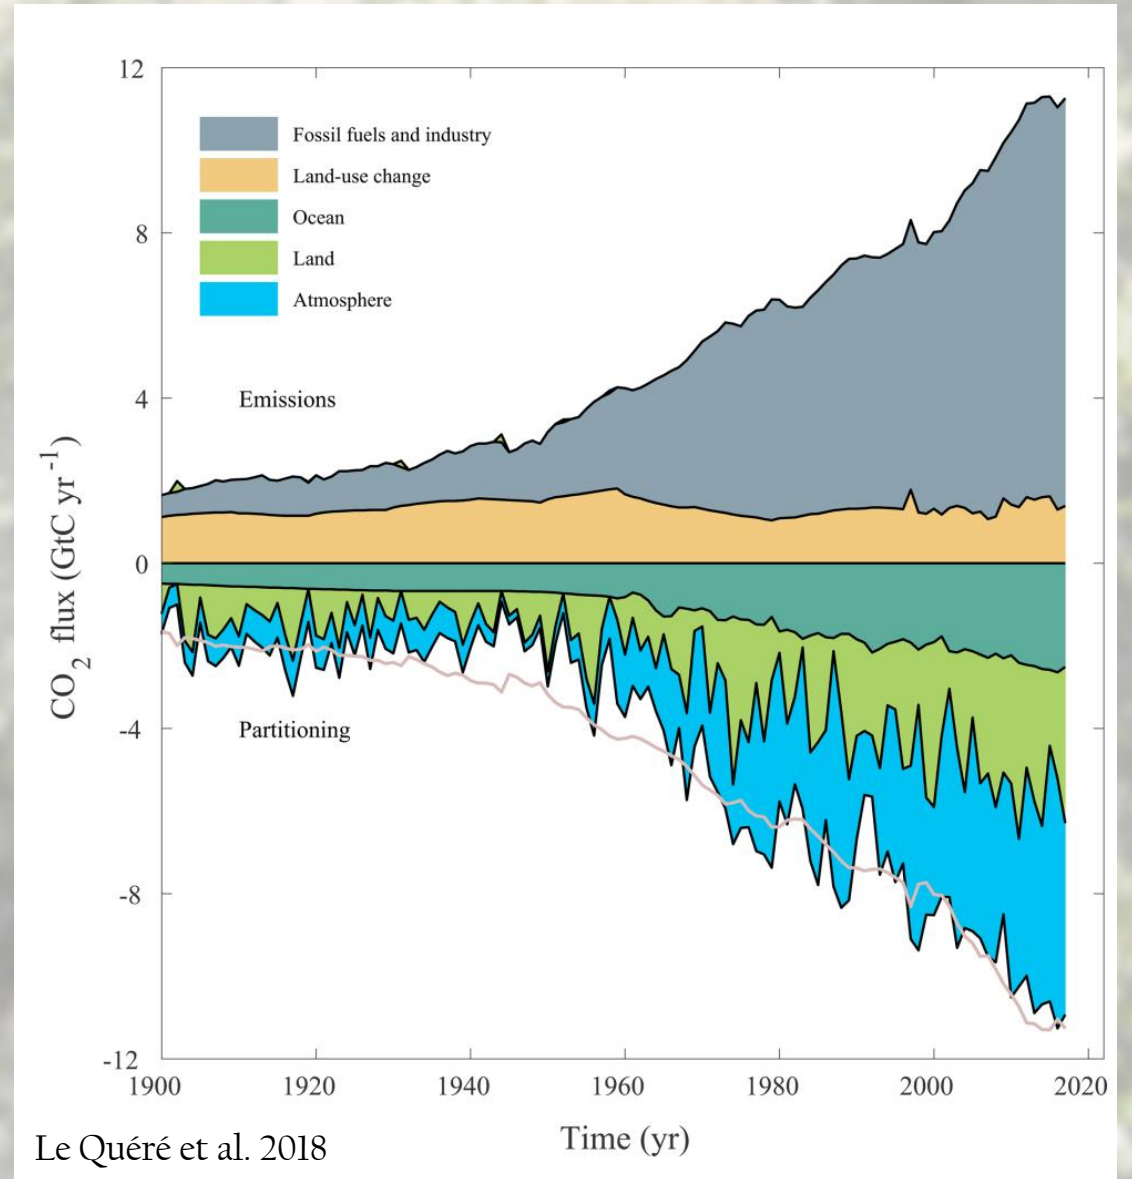 12
8
4
0
-4
-8
-12
CO2 flux (GtC yr-1)
Fossil fuels and industry
Land-use change
Ocean
Land
Atmosphere
Emissions
Partitioning
1900 1920 1940 1960 1980 2000 2020
Time (yr)
Le Quéré et al. 2018